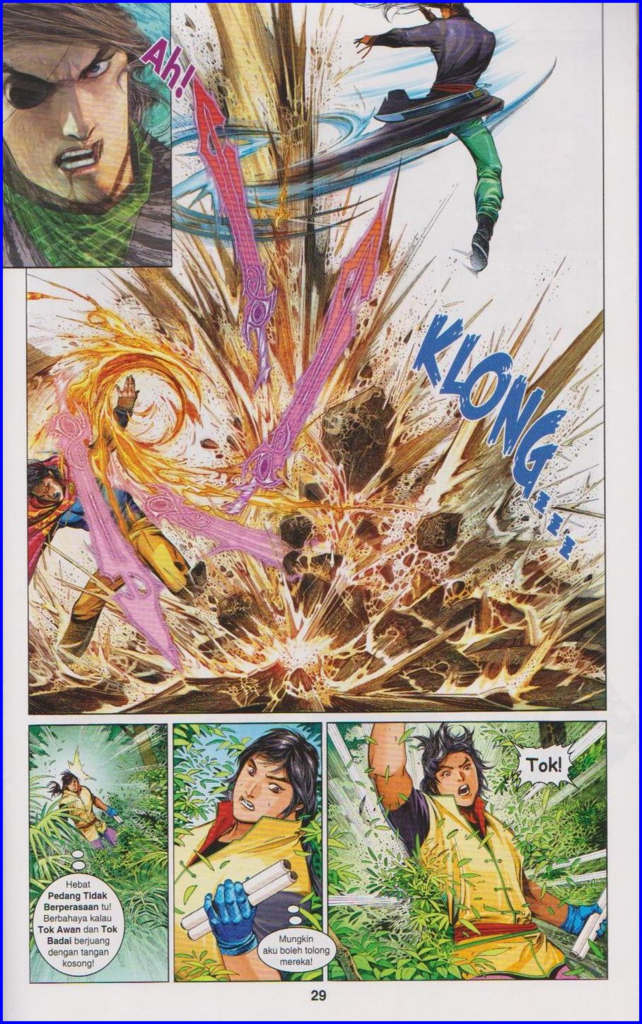 Ah!
KLONG...
Hebat
Pedang Tidak
Berperasaan tu!
Berbahaya kalau
Tok Awan dan Tok
Badai berjuang
dengan tangan
kosong!
Mungkin
aku boleh tolong
mereka!
Tok!
29